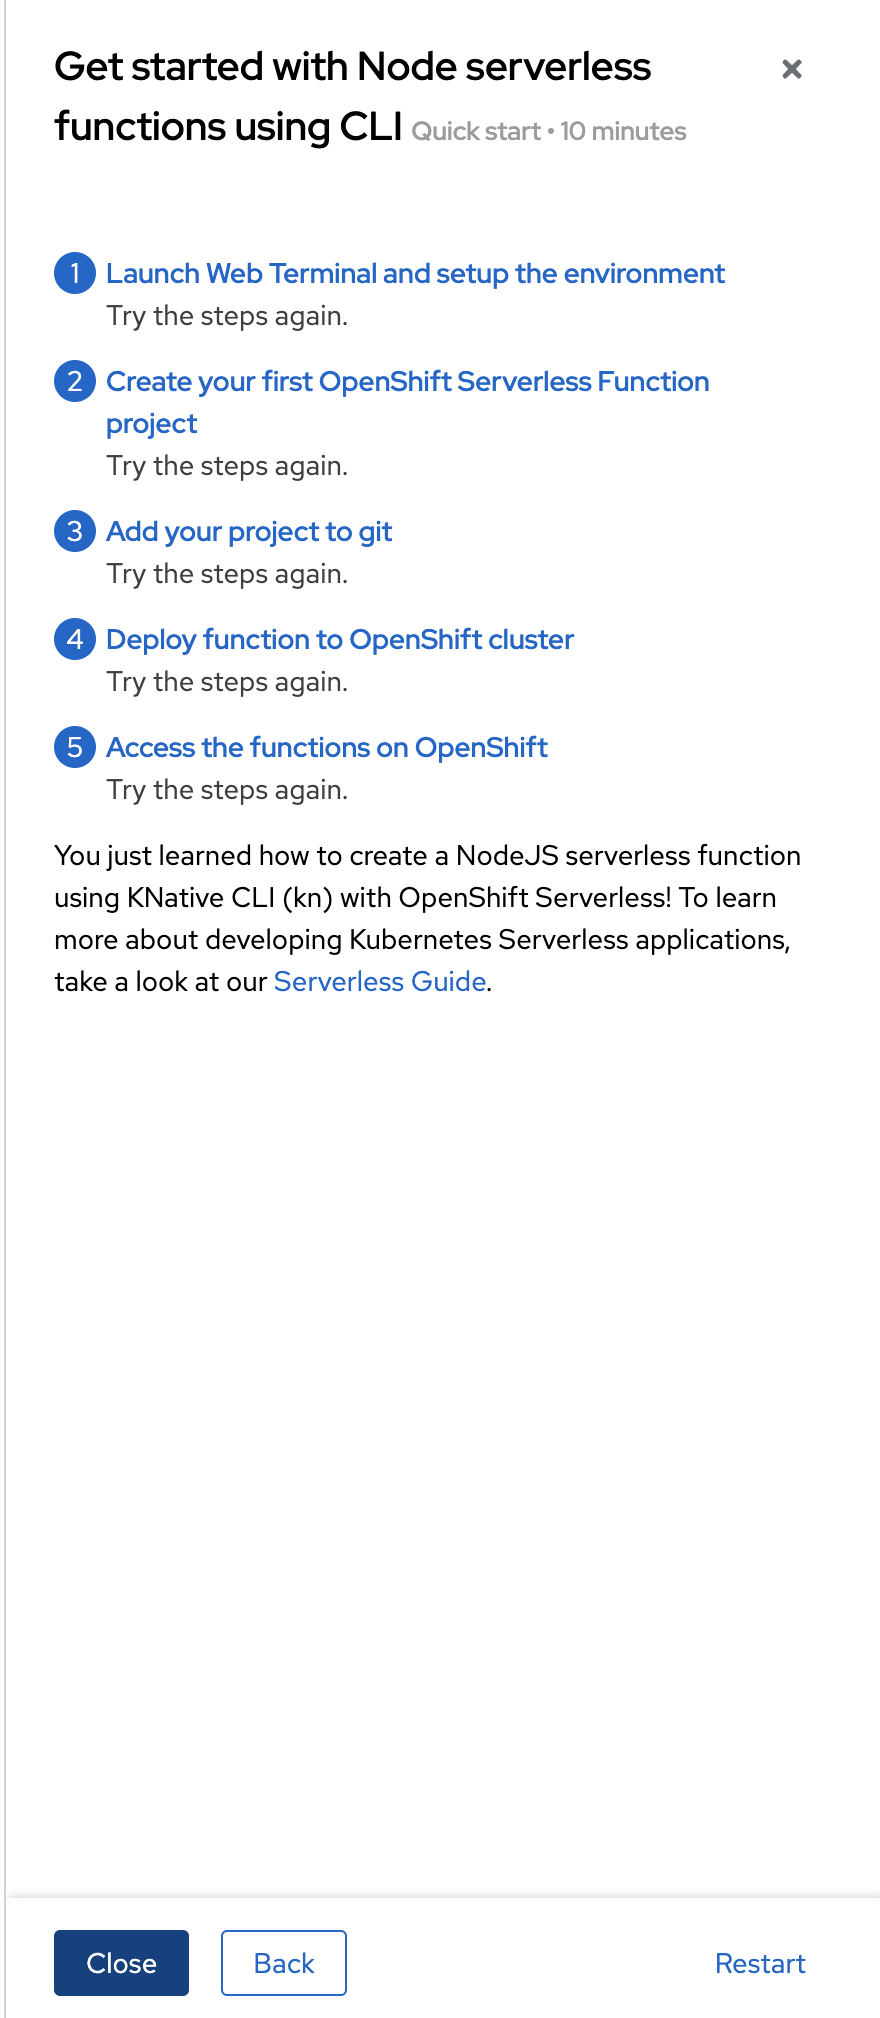 Get started with Node serverless
functions using CLI Quick start • 10 minutes
1 Launch Web Terminal and setup the environment
Try the steps again.
2 Create your first OpenShift Serverless Function
project
Try the steps again.
3 Add your project to git
Try the steps again.
4 Deploy function to OpenShift cluster
Try the steps again.
5 Access the functions on OpenShift
Try the steps again.
You just learned how to create a NodeJS serverless function
using KNative CLI (kn) with OpenShift Serverless! To learn
more about developing Kubernetes Serverless applications,
take a look at our Serverless Guide.
Close Back Restart